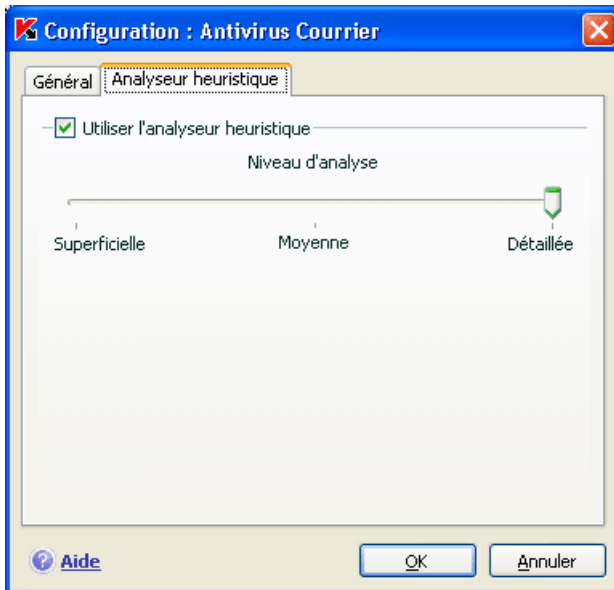 Configuration : Antivirus Courrier
Général Analyseur heuristique
Utiliser l'analyseur heuristique
Niveau d'analyse
Superficielle Moyenne Détaillée
Aide OK Annuler